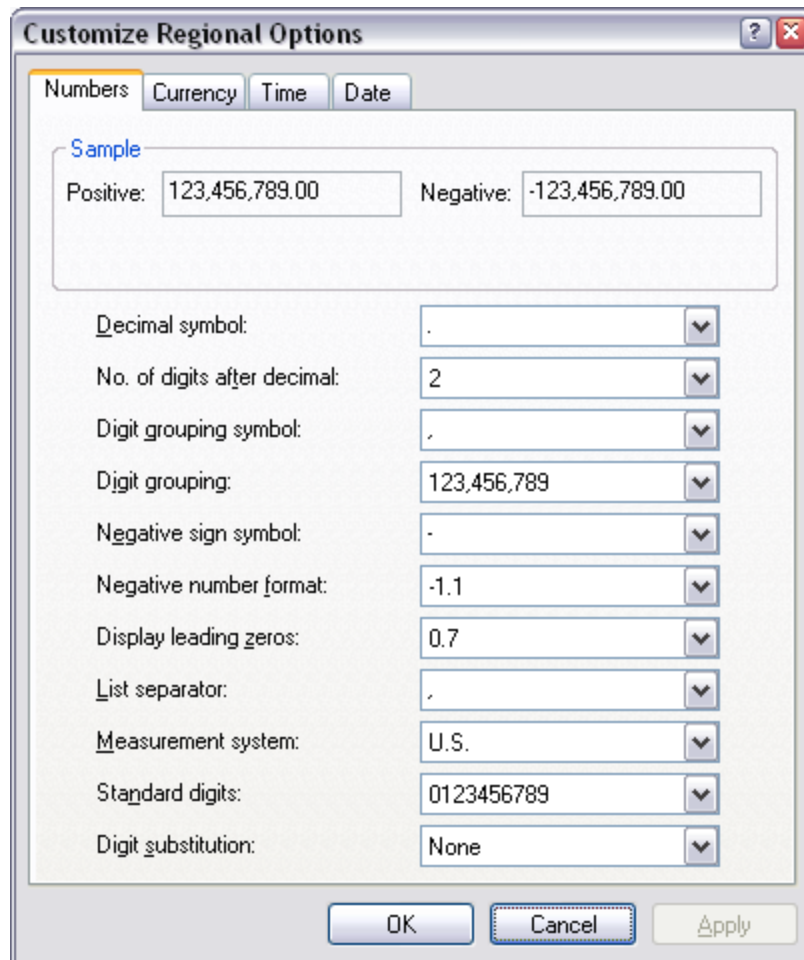 Customize Regional Options
Numbers Currency Time Date
Sample
Positive: 123,456,789.00 Negative: -123,456,789.00
Decimal symbol: .
No. of digits after decimal: 2
Digit grouping symbol: ,
Digit grouping: 123,456,789
Negative sign symbol: -
Negative number format: -1.1
Display leading zeros: 0.7
List separator: ,
Measurement system: U.S.
Standard digits: 0123456789
Digit substitution: None
OK Cancel Apply